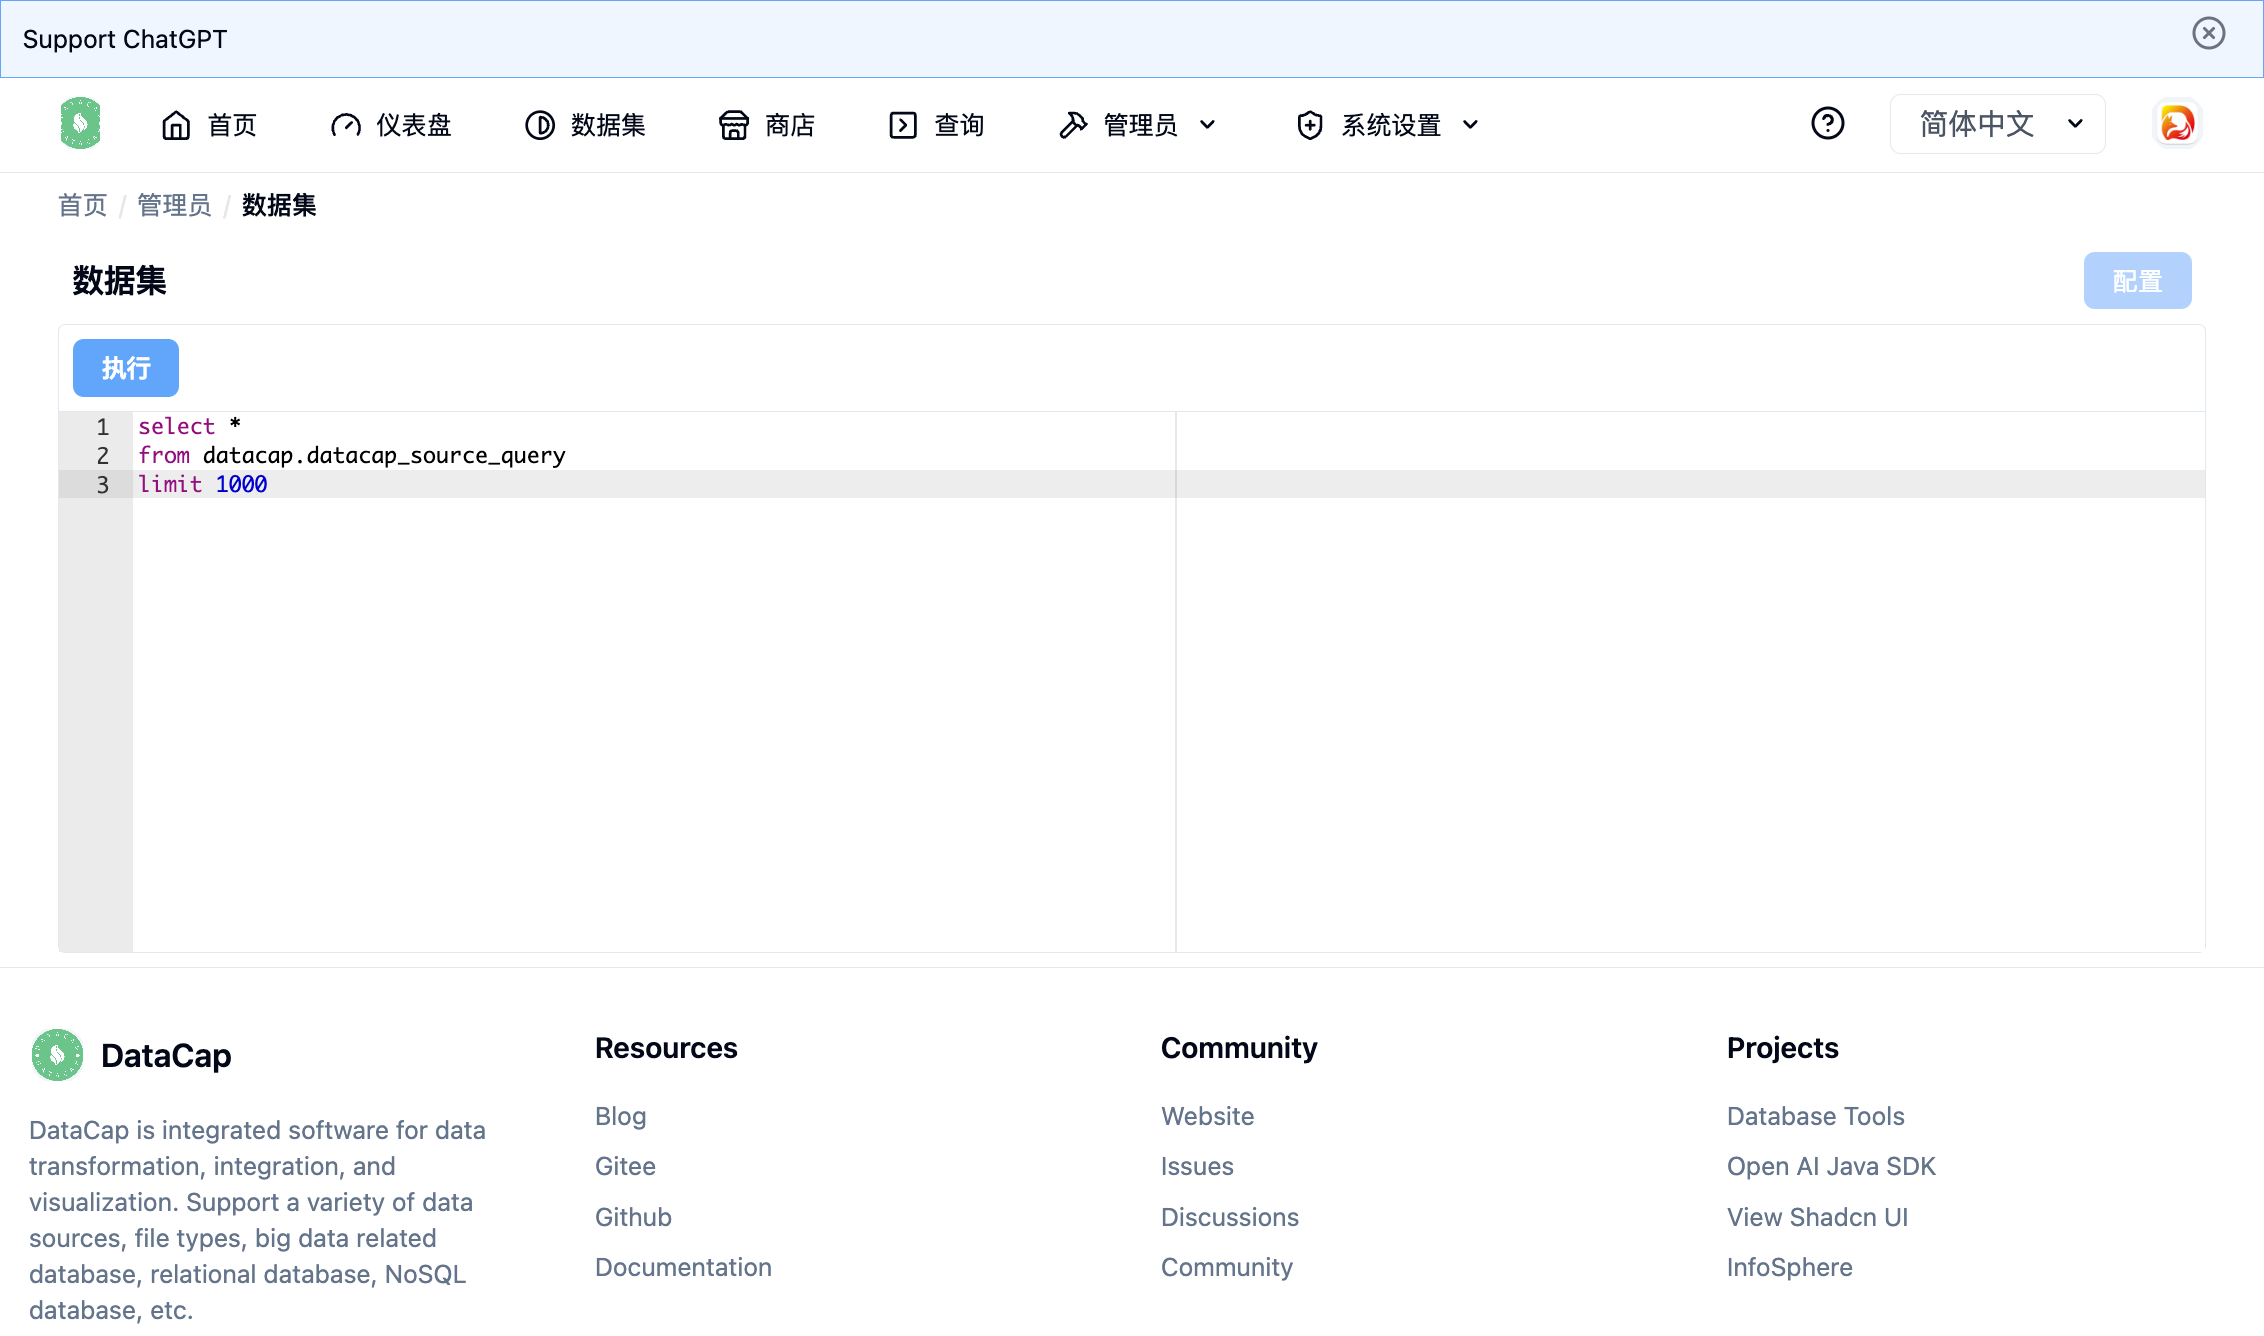 Support ChatGPT
首页 仪表盘 数据集 商店 查询 管理员 系统设置 简体中文
首页 / 管理员 / 数据集
数据集 配置
执行
1 select *
2 from datacap.datacap_source_query
3 limit 1000
DataCap
DataCap is integrated software for data
transformation, integration, and
visualization. Support a variety of data
sources, file types, big data related
database, relational database, NoSQL
database, etc.
Resources
Blog
Gitee
Github
Documentation
Community
Website
Issues
Discussions
Community
Projects
Database Tools
Open AI Java SDK
View Shadcn UI
InfoSphere